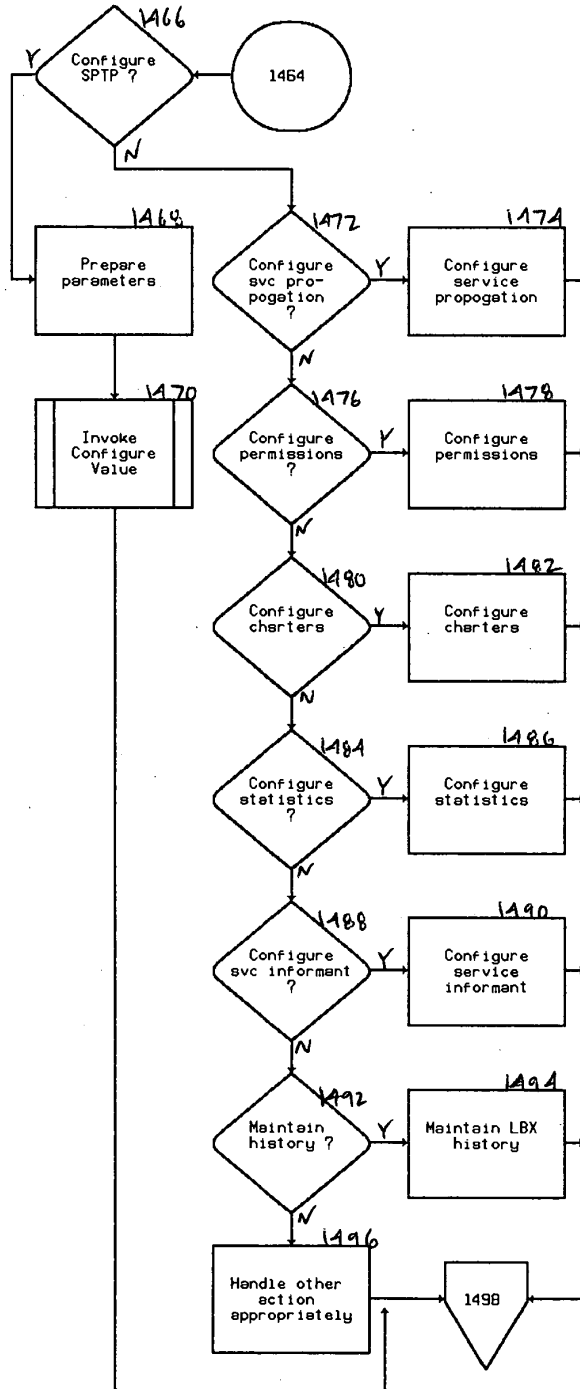 1466
Y
Configure
SPTP ?
1464
N
1468
Prepare
parameters
1472
Configure
svc pro-
pogation
?
Y
1474
Configure
service
propogation
N
1470
Invoke
Configure
Value
1476
Configure
permissions
?
Y
1478
Configure
permissions
N
1480
Configure
charters
Y
1482
Configure
charters
N
1484
Configure
statistics
?
Y
1486
Configure
statistics
N
1488
Configure
svc informant
?
Y
1490
Configure
service
informant
N
1492
Maintain
history ?
Y
1494
Maintain LBX
history
N
1496
Handle other
action
appropriately
1498